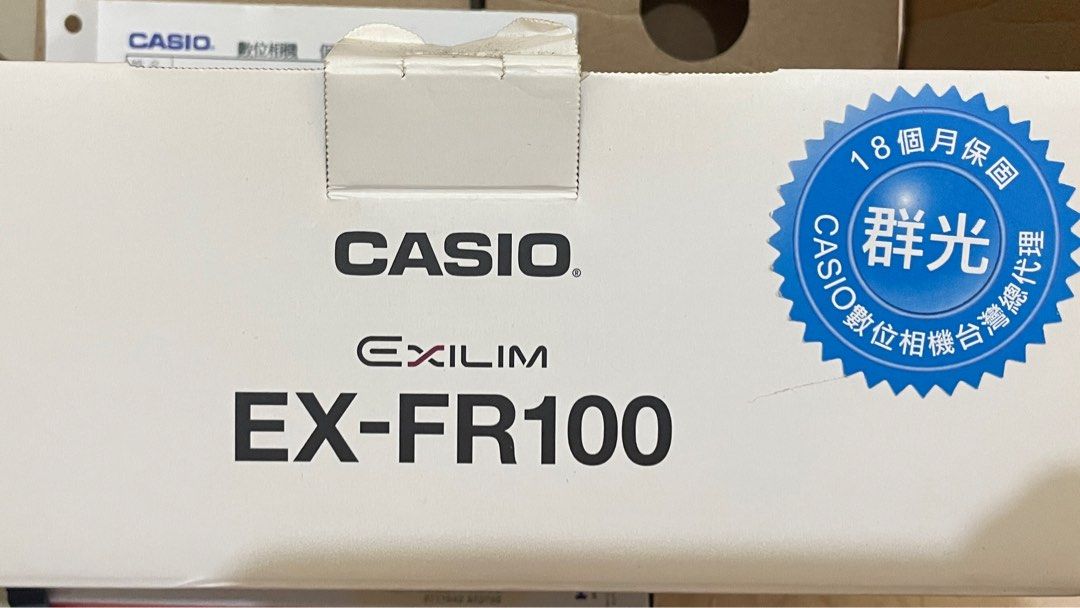 CASIO 數位相機
CASIO®
EXILIM
EX-FR100
18個月保固
群光
CASIO數位相機台灣總代理